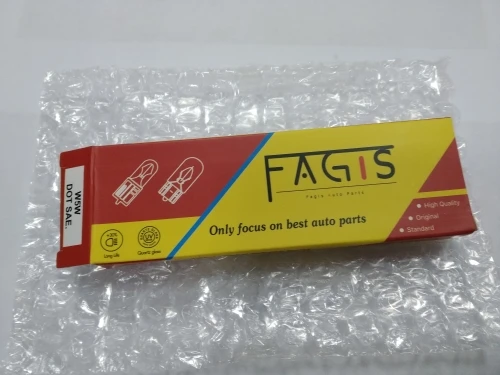 W5W
DOT SAE.
FAGIS
Fagis Auto Parts
Only focus on best auto parts
High Quality
Original
Standard
Long life
Quartz glass